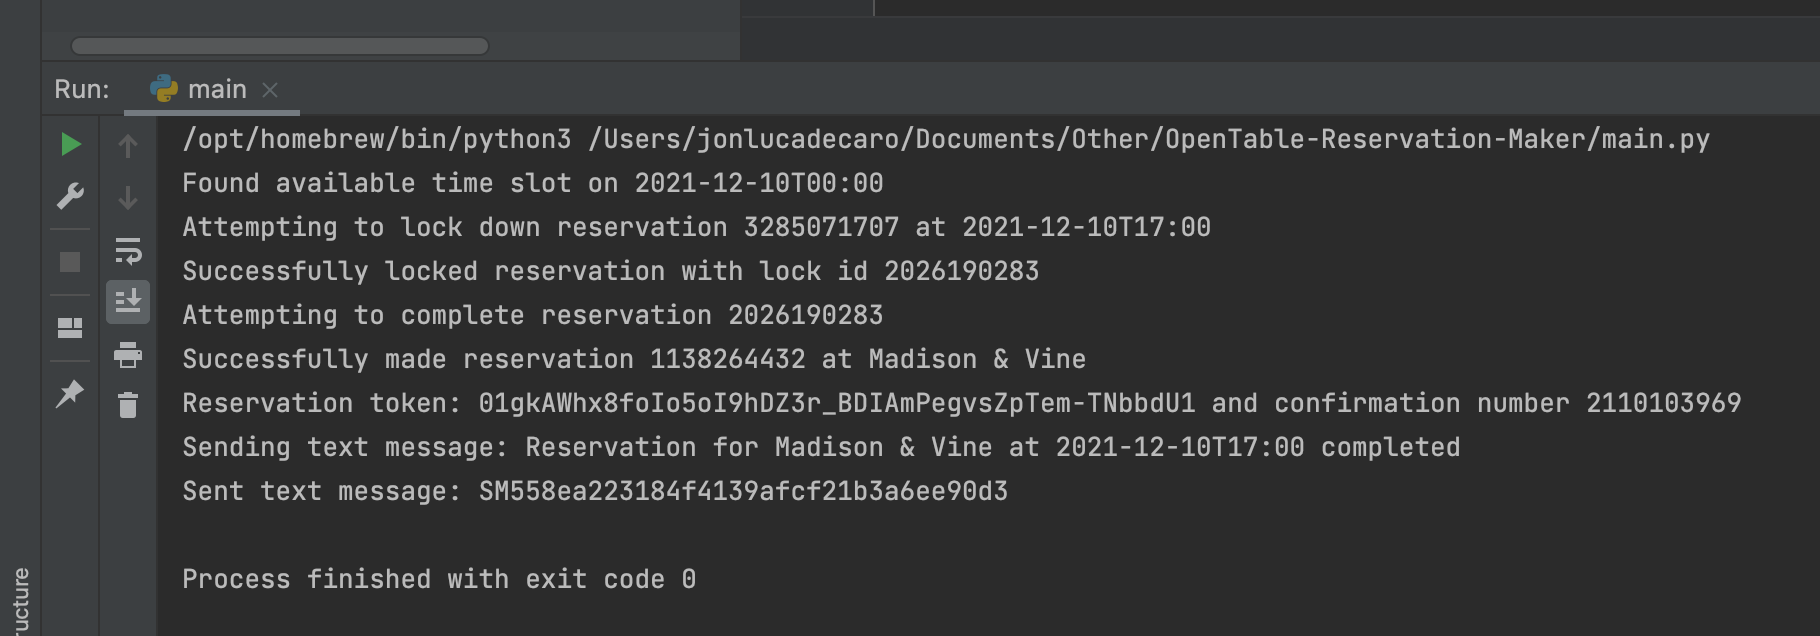 Run: main
/opt/homebrew/bin/python3 /Users/jonlucadecaro/Documents/Other/OpenTable-Reservation-Maker/main.py
Found available time slot on 2021-12-10T00:00
Attempting to lock down reservation 3285071707 at 2021-12-10T17:00
Successfully locked reservation with lock id 2026190283
Attempting to complete reservation 2026190283
Successfully made reservation 1138264432 at Madison & Vine
Reservation token: 01gkAWhx8foIo5oI9hDZ3r_BDIAmPegvsZpTem-TNbbdU1 and confirmation number 2110103969
Sending text message: Reservation for Madison & Vine at 2021-12-10T17:00 completed
Sent text message: SM558ea223184f4139afcf21b3a6ee90d3
Process finished with exit code 0
ructure